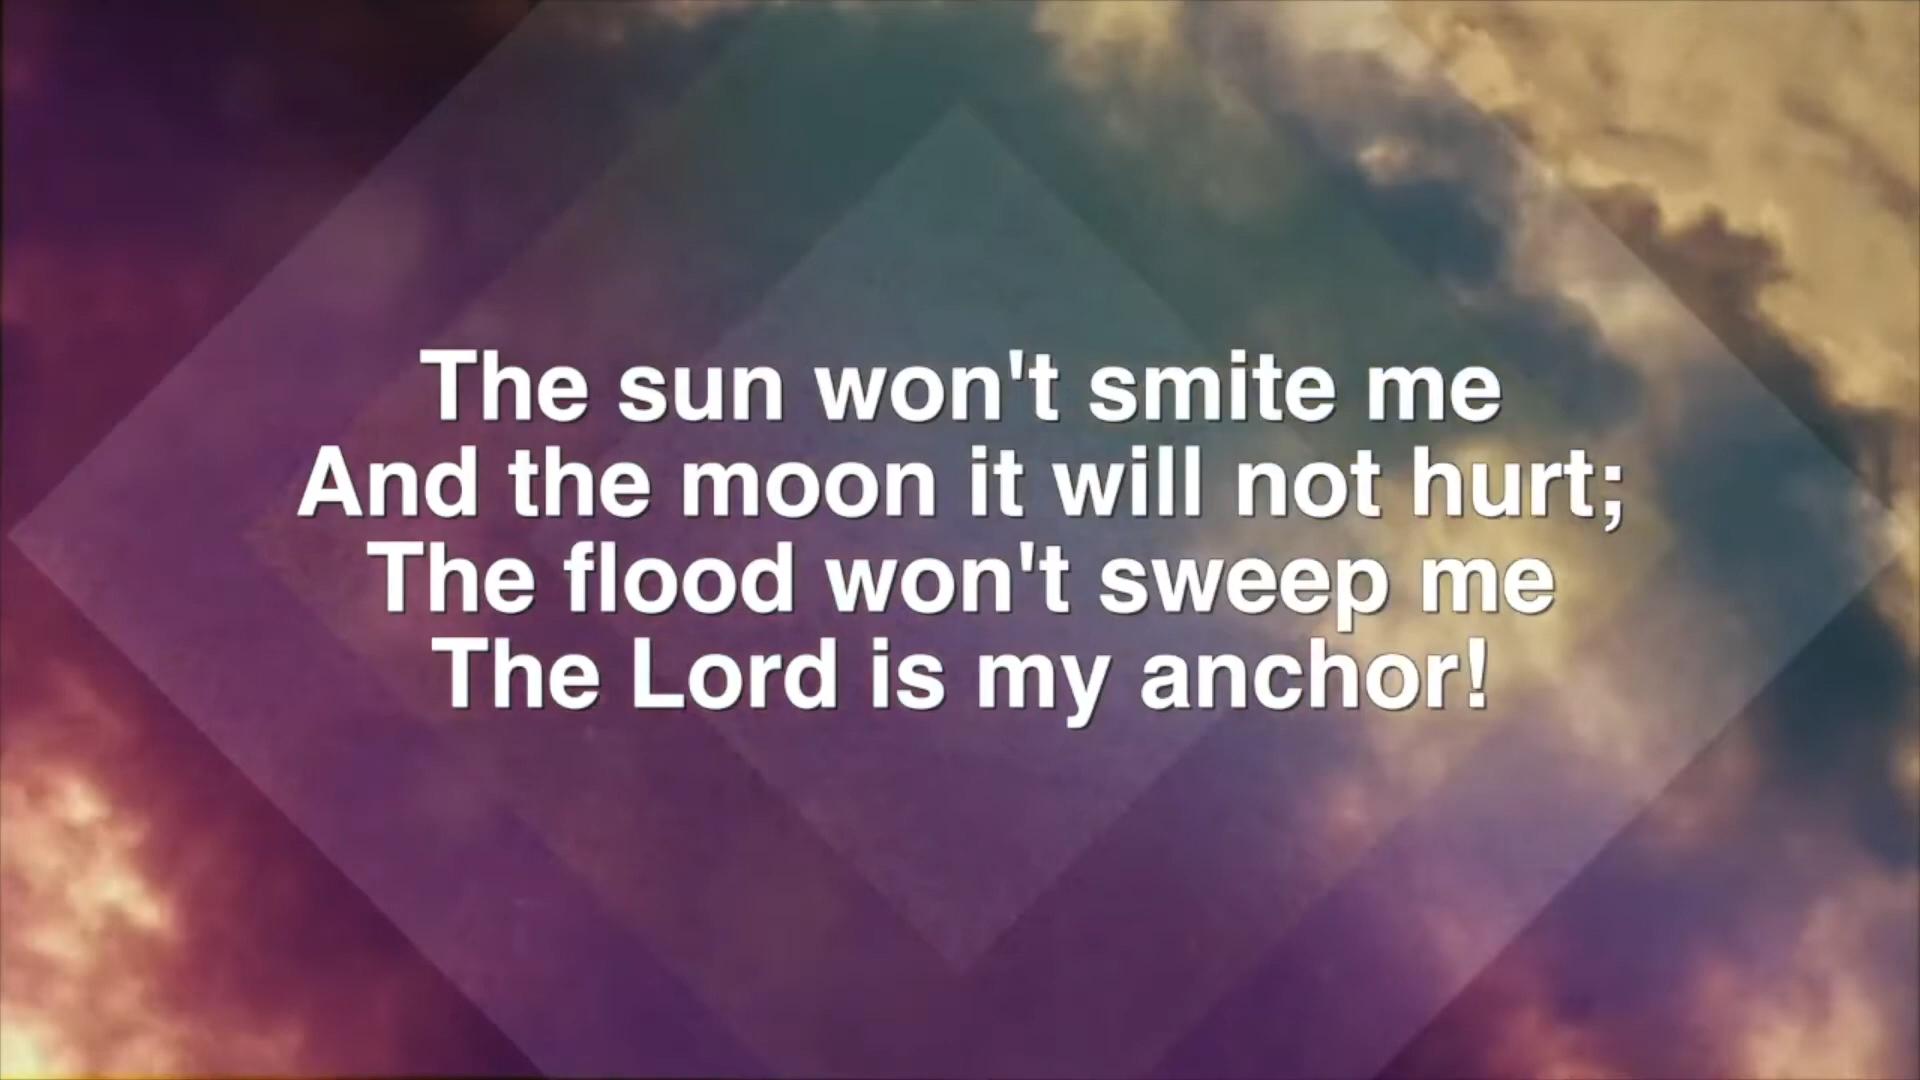 The sun won't smite me
And the moon it will not hurt;
The flood won't sweep me
The Lord is my anchor!